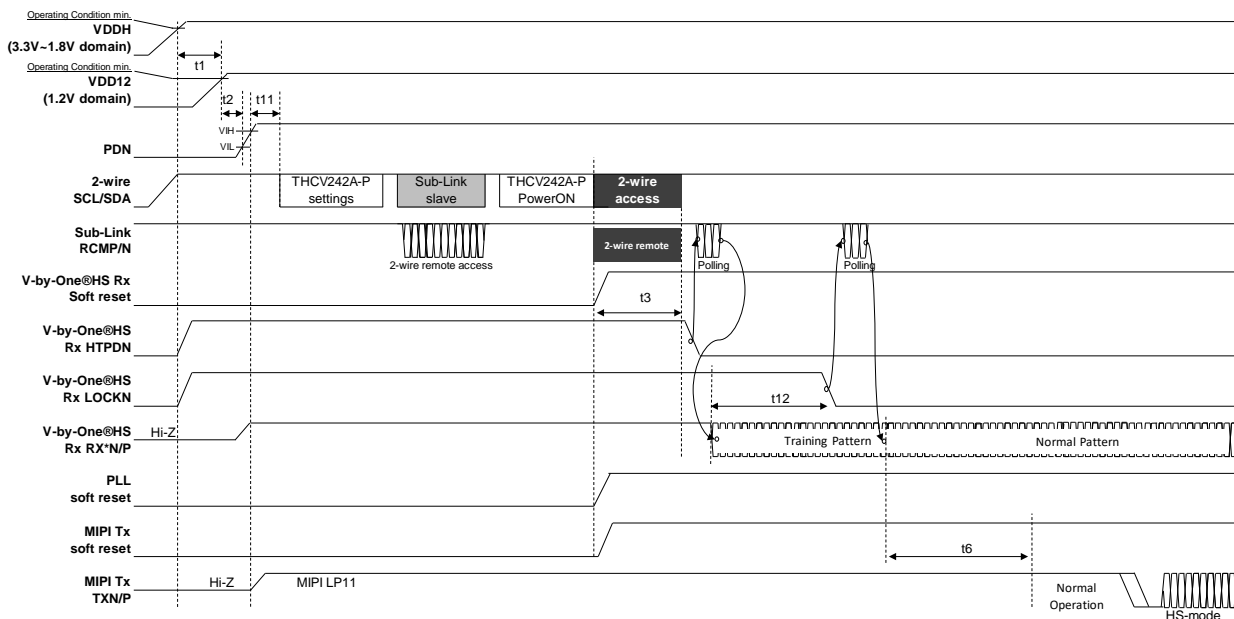 Operating Condition min.
VDDH
(3.3V~1.8V domain)
t1
Operating Condition min.
VDD12
(1.2V domain)
t2
t11
VIH
VIL
PDN
2-wire
SCL/SDA
THCV242A-P
settings
Sub-Link
slave
THCV242A-P
PowerON
2-wire
access
Sub-Link
RCMP/N
2-wire remote access
2-wire remote
Polling
Polling
V-by-One®HS Rx
Soft reset
t3
V-by-One®HS
Rx HTPDN
V-by-One®HS
Rx LOCKN
t12
V-by-One®HS
Rx RX*N/P
Hi-Z
Training Pattern
Normal Pattern
PLL
soft reset
MIPI Tx
soft reset
t6
MIPI Tx
TXN/P
Hi-Z
MIPI LP11
Normal
Operation
HS-mode